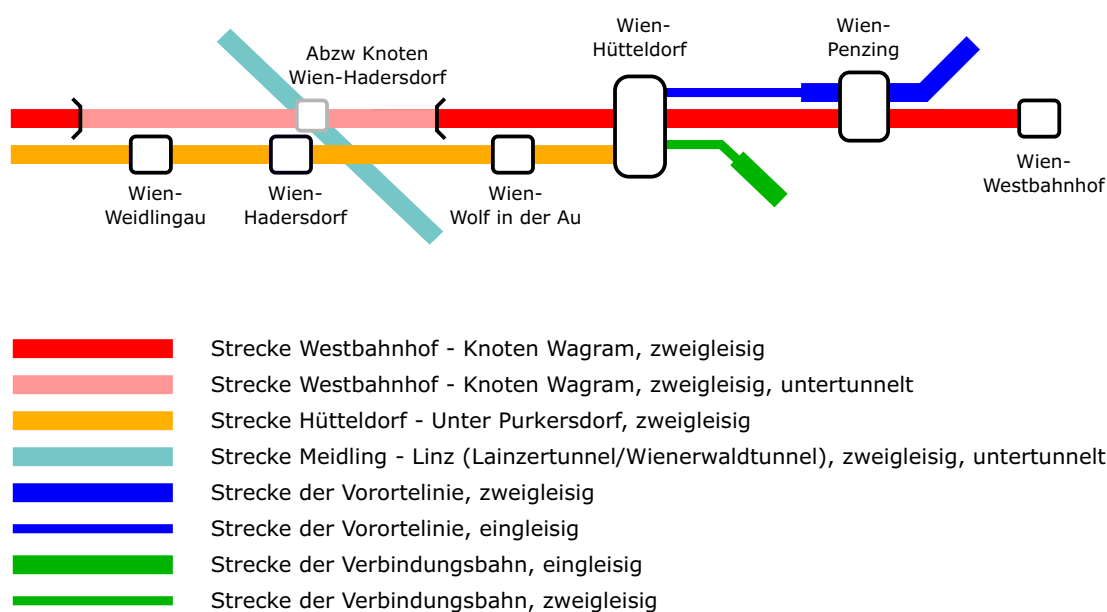 Abzw Knoten
Wien-Hadersdorf
Wien-
Hütteldorf
Wien-
Penzing
Wien-
Weidlingau
Wien-
Hadersdorf
Wien-
Wolf in der Au
Wien-
Westbahnhof
Strecke Westbahnhof - Knoten Wagram, zweigleisig
Strecke Westbahnhof - Knoten Wagram, zweigleisig, untertunnelt
Strecke Hütteldorf - Unter Purkersdorf, zweigleisig
Strecke Meidling - Linz (Lainzertunnel/Wienerwaldtunnel), zweigleisig, untertunnelt
Strecke der Vorortelinie, zweigleisig
Strecke der Vorortelinie, eingleisig
Strecke der Verbindungsbahn, eingleisig
Strecke der Verbindungsbahn, zweigleisig